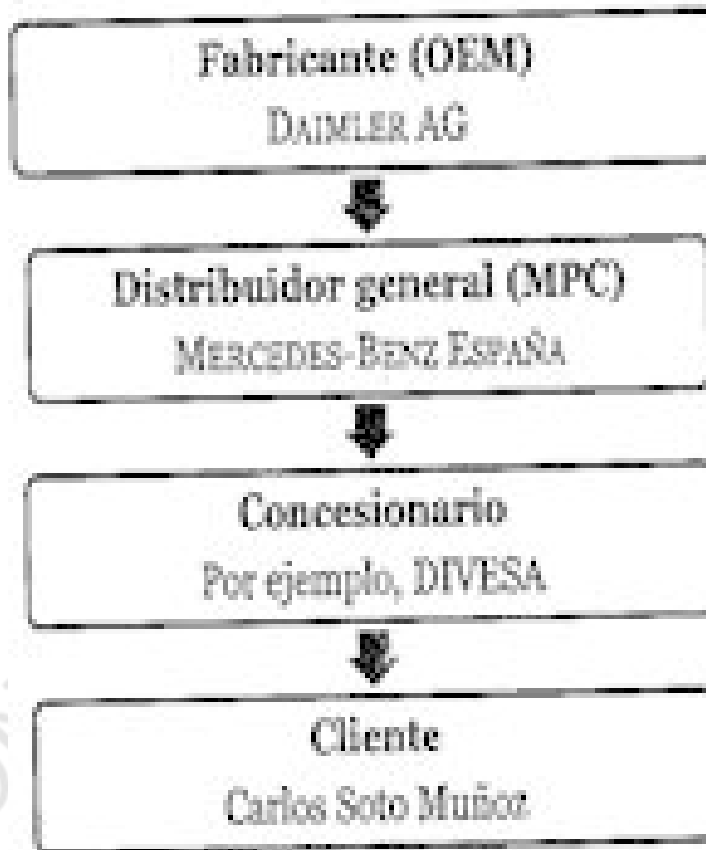 Fabricante (OEM)
DAIMLER AG
Distribuidor general (MPC)
MERCEDES-BENZ ESPAÑA
Concesionario
Por ejemplo, DIVESA
Cliente
Carlos Soto Muñoz